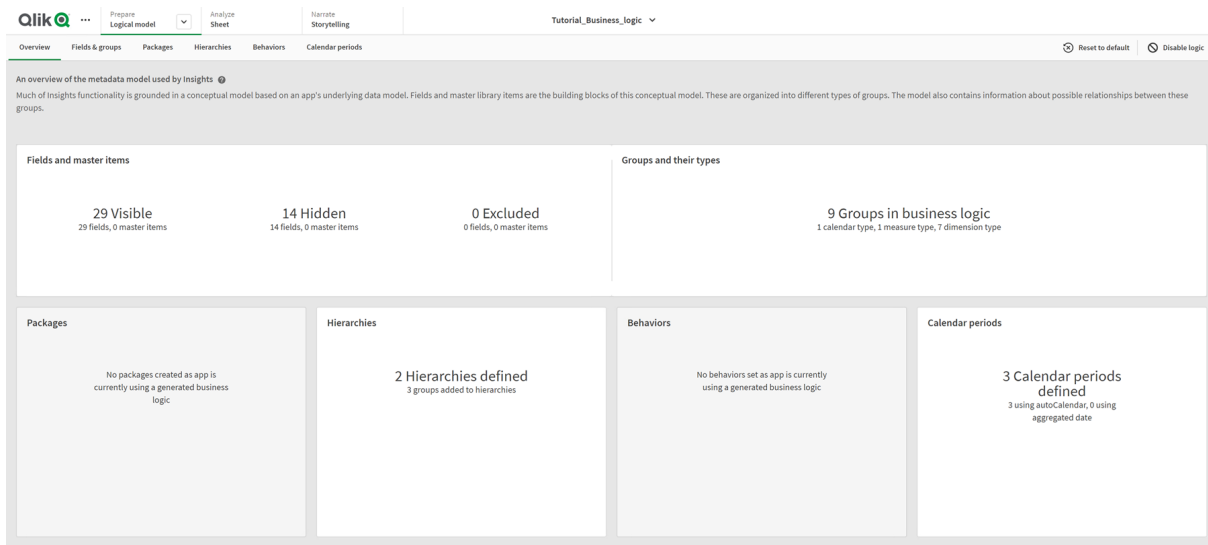 Qlik
Prepare
Logical model
Analyze
Sheet
Narrate
Storytelling
Tutorial_Business_logic
Overview Fields & groups Packages Hierarchies Behaviors Calendar periods Reset to default Disable logic
An overview of the metadata model used by Insights
Much of Insights functionality is grounded in a conceptual model based on an app's underlying data model. Fields and master library items are the building blocks of this conceptual model. These are organized into different types of groups. The model also contains information about possible relationships between these
groups.
Fields and master items
29 Visible
29 fields, 0 master items
14 Hidden
14 fields, 0 master items
0 Excluded
0 fields, 0 master items
Groups and their types
9 Groups in business logic
1 calendar type, 1 measure type, 7 dimension type
Packages
No packages created as app is
currently using a generated business
logic
Hierarchies
2 Hierarchies defined
3 groups added to hierarchies
Behaviors
No behaviors set as app is currently
using a generated business logic
Calendar periods
3 Calendar periods
defined
3 using autoCalendar, 0 using
aggregated date